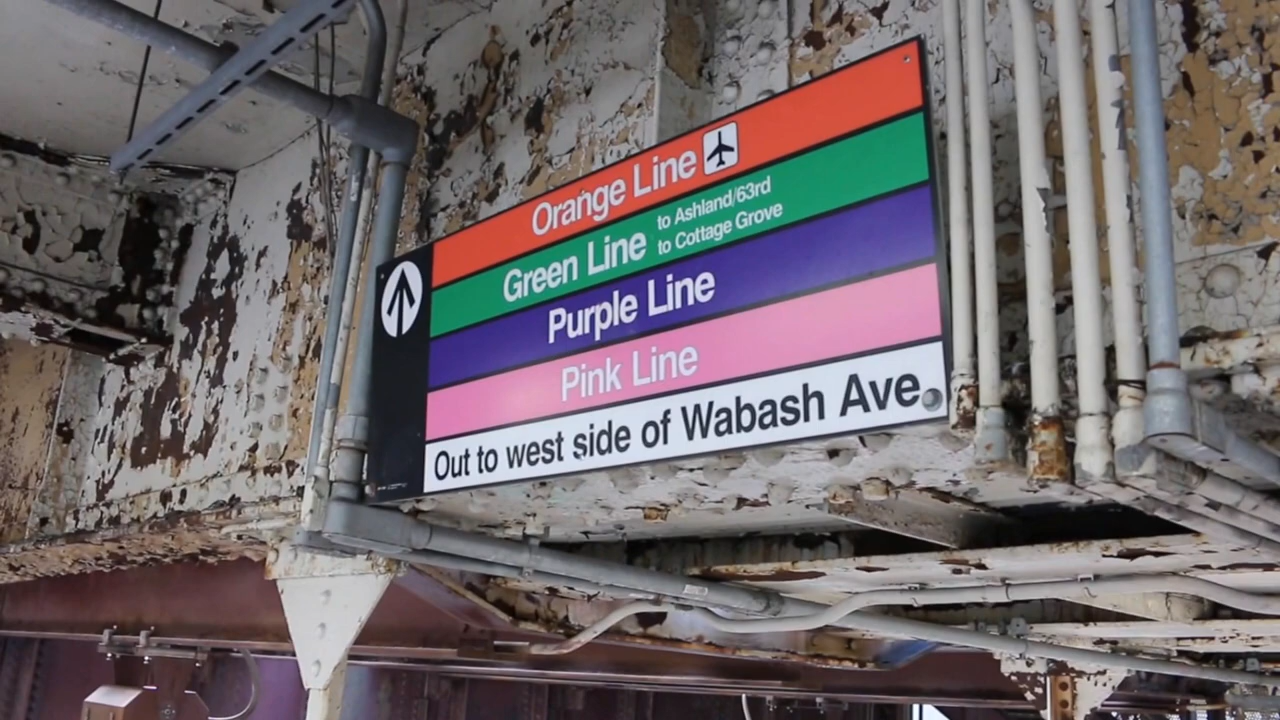 Orange Line
Green Line to Ashland/63rd
to Cottage Grove
Purple Line
Pink Line
Out to west side of Wabash Ave.